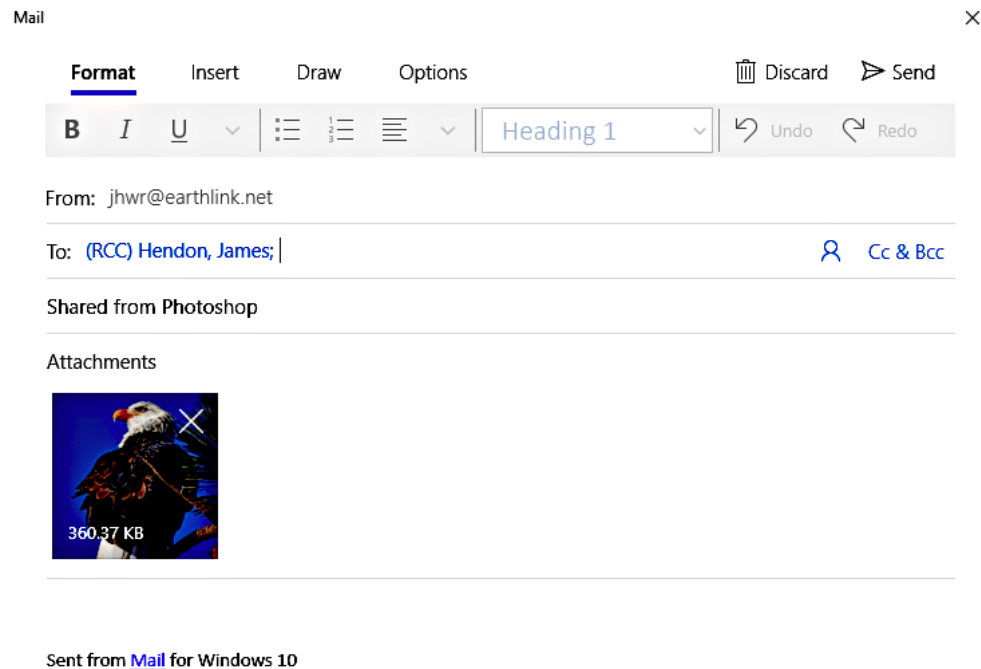 Mail
Format Insert Draw Options Discard Send
B I U Heading 1 Undo Redo
From: jhwr@earthlink.net
To: (RCC) Hendon, James; Cc & Bcc
Shared from Photoshop
Attachments
360.37 KB
Sent from Mail for Windows 10